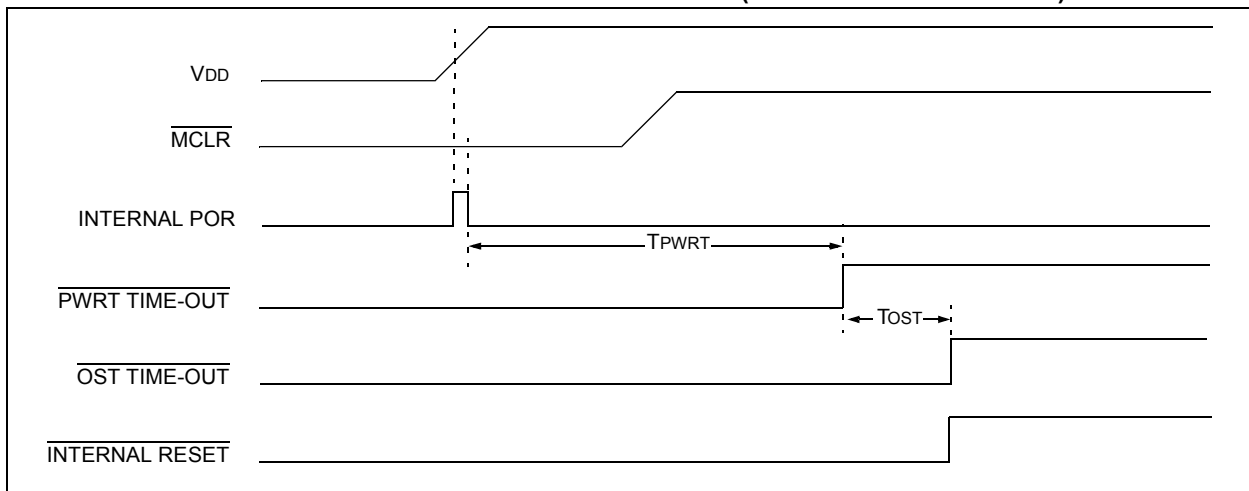 (
)
VDD
MCLR
INTERNAL POR
TPWRT
PWRT TIME-OUT
TOST
OST TIME-OUT
INTERNAL RESET